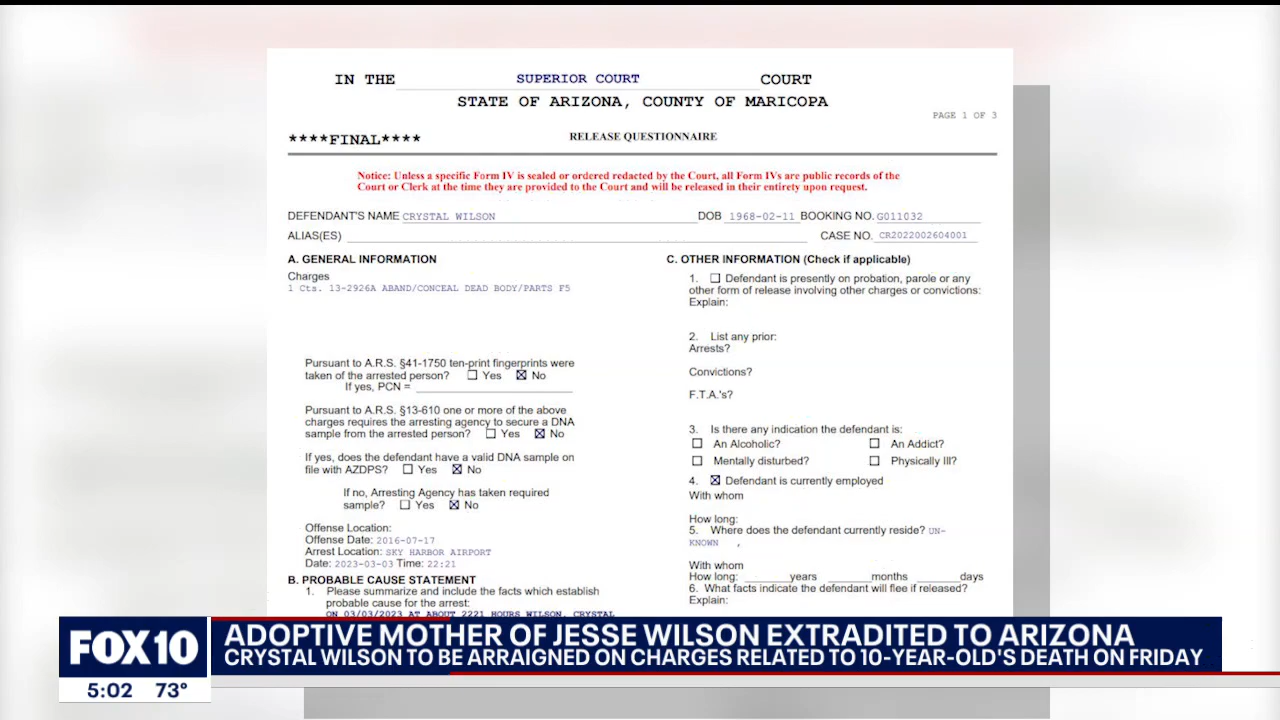 IN THE SUPERIOR COURT COURT
STATE OF ARIZONA, COUNTY OF MARICOPA
PAGE 1 OF 3
****FINAL**** RELEASE QUESTIONNAIRE
Notice: Unless a specific Form IV is sealed or ordered redacted by the Court, all Form IVs are public records of the
Court or Clerk at the time they are provided to the Court and will be released in their entirety upon request.
DEFENDANT'S NAME CRYSTAL WILSON DOB 1968-02-11 BOOKING NO. G011032
ALIAS(ES) CASE NO. CR2022002604001
A. GENERAL INFORMATION
Charges
1 Cts. 13-2926A ABAND/CONCEAL DEAD BODY/PARTS F5
Pursuant to A.R.S. §41-1750 ten-print fingerprints were
taken of the arrested person? ☐ Yes ☒ No
If yes, PCN =
Pursuant to A.R.S. §13-610 one or more of the above
charges requires the arresting agency to secure a DNA
sample from the arrested person? ☐ Yes ☒ No
If yes, does the defendant have a valid DNA sample on
file with AZDPS? ☐ Yes ☒ No
If no, Arresting Agency has taken required
sample? ☐ Yes ☒ No
Offense Location:
Offense Date: 2016-07-17
Arrest Location: SKY HARBOR AIRPORT
Date: 2023-03-03 Time: 22:21
B. PROBABLE CAUSE STATEMENT
1. Please summarize and include the facts which establish
probable cause for the arrest:
ON 03/03/2023 AT ABOUT 2221 HOURS WILSON, CRYSTAL
C. OTHER INFORMATION (Check if applicable)
1. ☐ Defendant is presently on probation, parole or any
other form of release involving other charges or convictions:
Explain:
2. List any prior:
Arrests?
Convictions?
F.T.A.'s?
3. Is there any indication the defendant is:
☐ An Alcoholic? ☐ An Addict?
☐ Mentally disturbed? ☐ Physically Ill?
4. ☒ Defendant is currently employed
With whom
How long:
5. Where does the defendant currently reside? UN-
KNOWN ,
With whom
How long: ______years ______months ______days
6. What facts indicate the defendant will flee if released?
Explain:
FOX 10
5:02 73°
ADOPTIVE MOTHER OF JESSE WILSON EXTRADITED TO ARIZONA
CRYSTAL WILSON TO BE ARRAIGNED ON CHARGES RELATED TO 10-YEAR-OLD'S DEATH ON FRIDAY